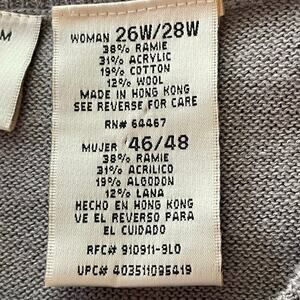 M
WOMAN 26W/28W
38% RAMIE
31% ACRYLIC
19% COTTON
12% WOOL
MADE IN HONG KONG
SEE REVERSE FOR CARE
RN# 64467
MUJER '46/48
38% RAMIE
31% ACRILICO
19% ALGODON
12% LANA
HECHO EN HONG KONG
VE EL REVERSO PARA
EL CUIDADO
RFC# 910911-9L0
UPC# 403511095419